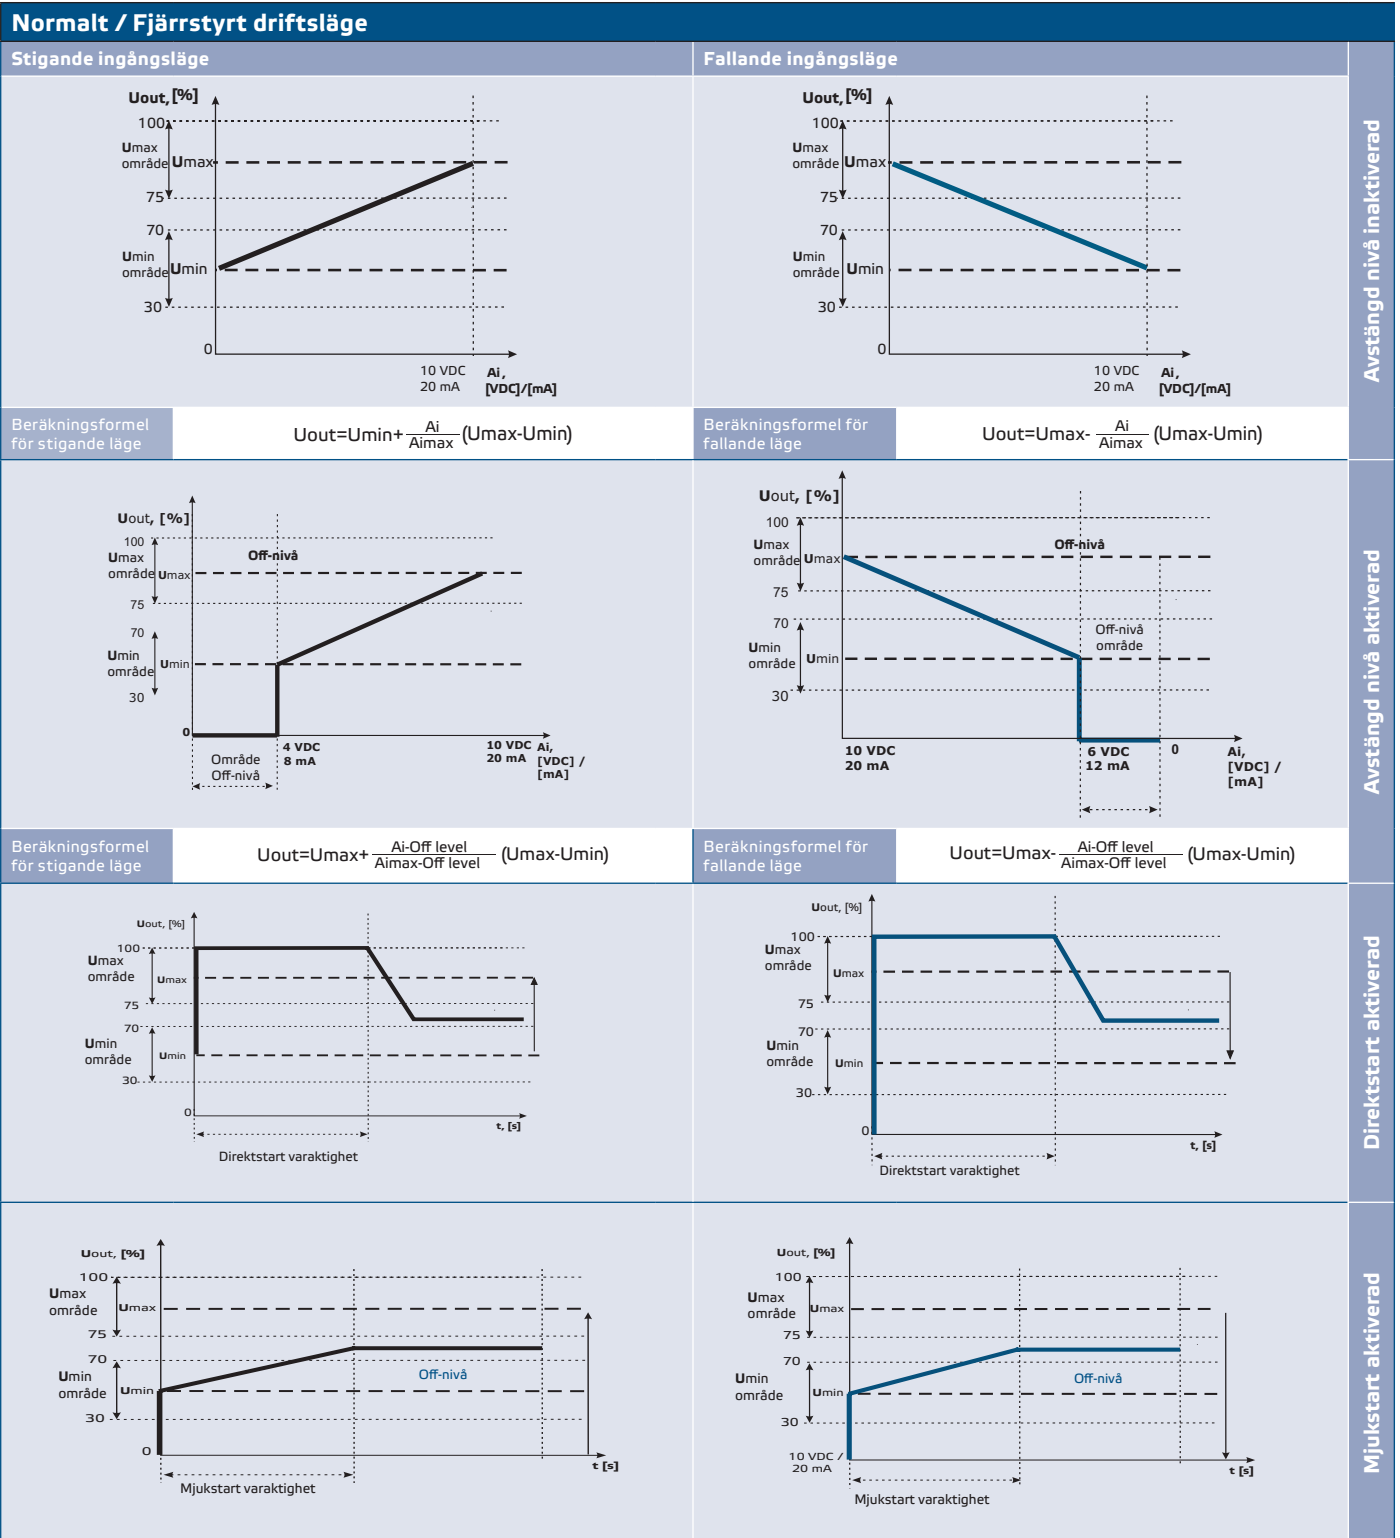 Normalt / Fjärrstyrt driftsläge
Stigande ingångsläge
Fallande ingångsläge
Uout, [%]
100
Umax
område
Umax
75
70
Umin
område
Umin
30
0
10 VDC
20 mA
Ai,
[VDC]/[mA]
Uout, [%]
100
Umax
område
Umax
75
70
Umin
område
Umin
30
0
10 VDC
20 mA
Ai,
[VDC]/[mA]
Avstängd nivå inaktiverad
Beräkningsformel
för stigande läge
Uout=Umin+ Ai / Aimax (Umax-Umin)
Beräkningsformel för
fallande läge
Uout=Umax- Ai / Aimax (Umax-Umin)
Uout, [%]
100
Umax
område
Umax
Off-nivå
75
70
Umin
område
Umin
30
0
Område
Off-nivå
4 VDC
8 mA
10 VDC
20 mA
Ai,
[VDC] /
[mA]
Uout, [%]
100
Umax
område
Umax
Off-nivå
75
70
Off-nivå
område
Umin
område
Umin
30
10 VDC
20 mA
6 VDC
12 mA
0
Ai,
[VDC] /
[mA]
Avstängd nivå aktiverad
Beräkningsformel
för stigande läge
Uout=Umax+ Ai-Off level / Aimax-Off level (Umax-Umin)
Beräkningsformel för
fallande läge
Uout=Umax- Ai-Off level / Aimax-Off level (Umax-Umin)
Uout, [%]
100
Umax
område
Umax
75
70
Umin
område
Umin
30
0
t, [s]
Direktstart varaktighet
Uout, [%]
100
Umax
område
Umax
75
70
Umin
område
Umin
30
0
t, [s]
Direktstart varaktighet
Direktstart aktiverad
Uout, [%]
100
Umax
område
Umax
75
70
Umin
område
Umin
Off-nivå
30
0
t [s]
Mjukstart varaktighet
Uout, [%]
100
Umax
område
Umax
75
70
Umin
område
Umin
Off-nivå
30
10 VDC /
20 mA
t [s]
Mjukstart varaktighet
Mjukstart aktiverad